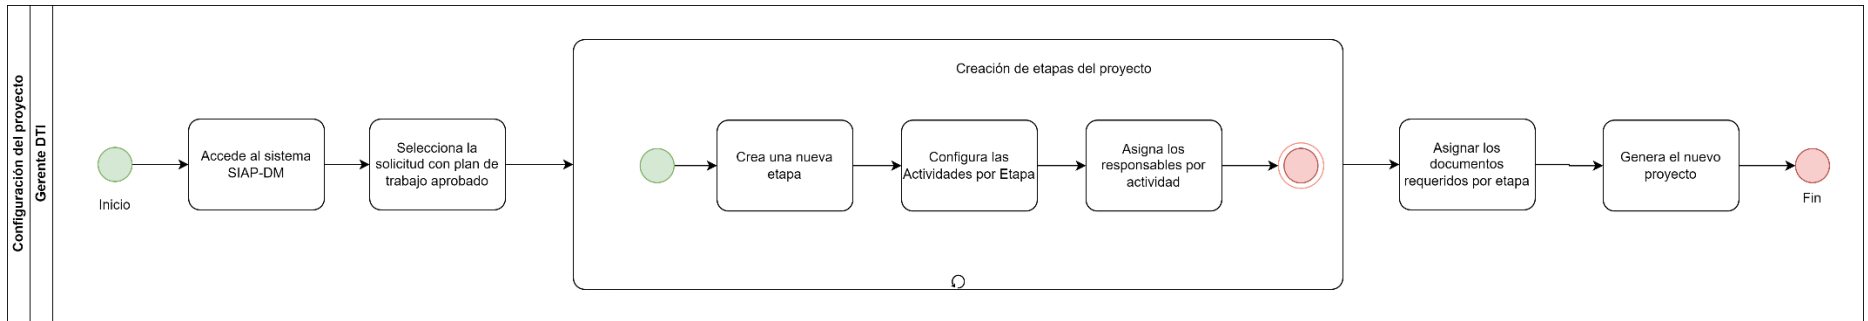 Configuración del proyecto
Gerente DTI
Inicio
Accede al sistema
SIAP-DM
Selecciona la
solicitud con plan de
trabajo aprobado
Creación de etapas del proyecto
Crea una nueva
etapa
Configura las
Actividades por Etapa
Asigna los
responsables por
actividad
Asignar los
documentos
requeridos por etapa
Genera el nuevo
proyecto
Fin